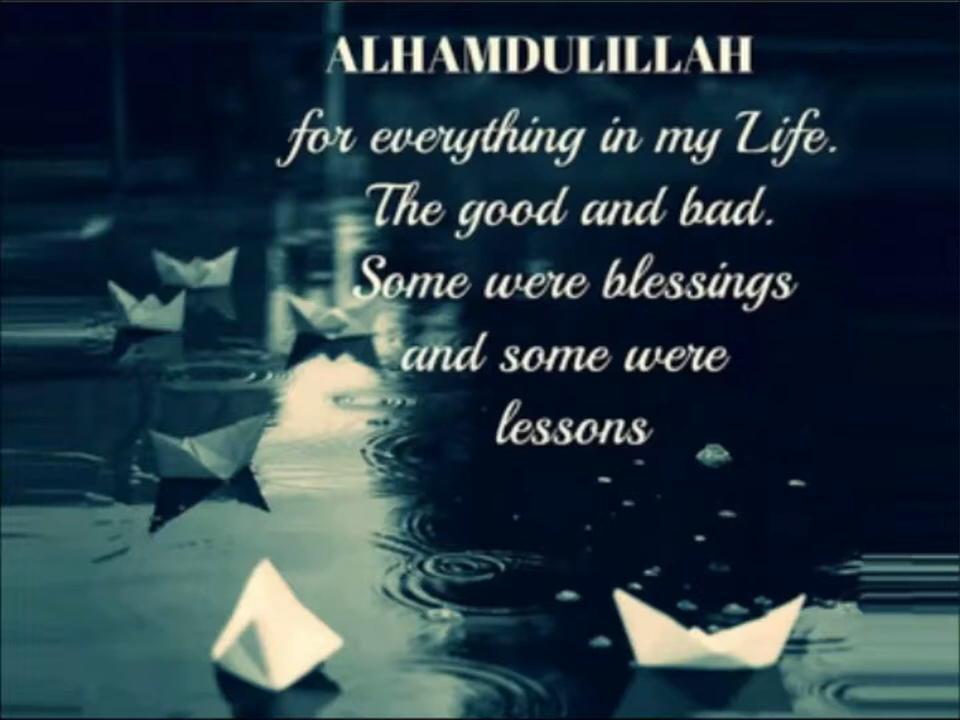 ALHAMDULILLAH
for everything in my Life.
The good and bad.
Some were blessings
and some were
lessons